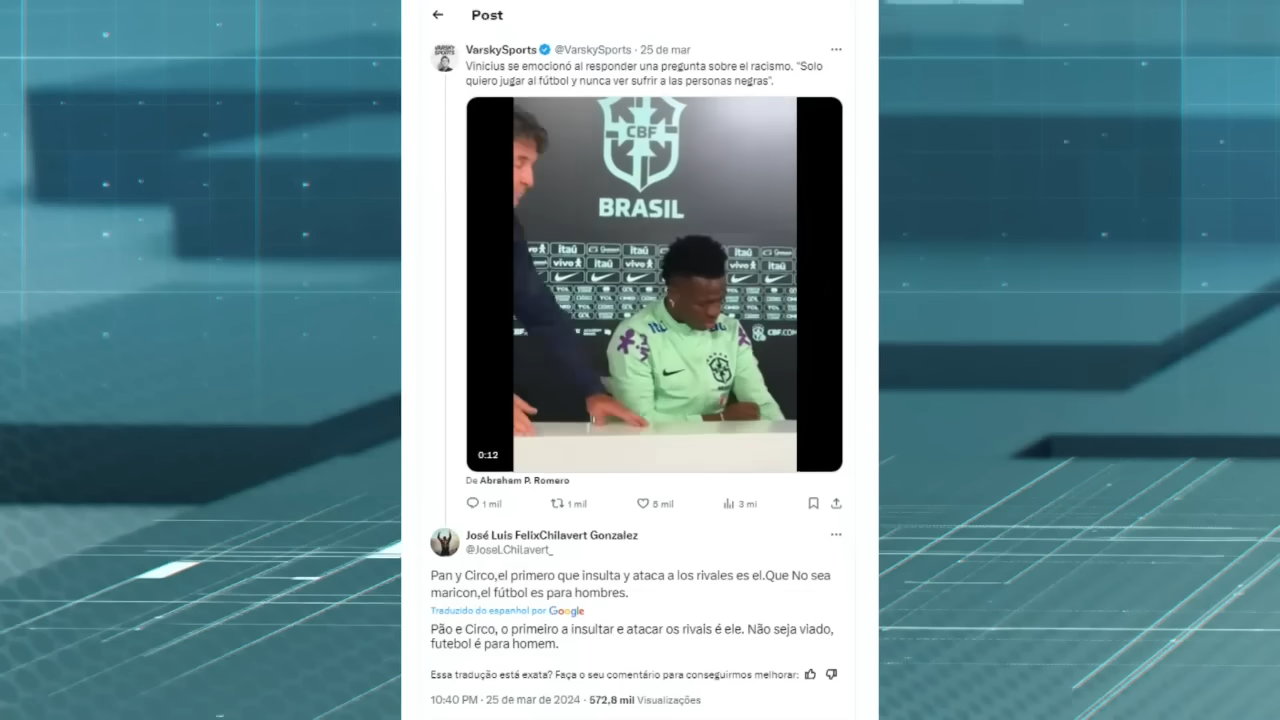 Post
VarskySports @VarskySports · 25 de mar
Vinicius se emocionó al responder una pregunta sobre el racismo. "Solo
quiero jugar al fútbol y nunca ver sufrir a las personas negras".
CBF
BRASIL
vivo Itaú vivo Itaú
0:12
De Abraham P. Romero
1 mil 1 mil 5 mil 3 mi
José Luis FelixChilavert Gonzalez
@JoseLChilavert_
Pan y Circo,el primero que insulta y ataca a los rivales es el.Que No sea
maricon,el fútbol es para hombres.
Traduzido do espanhol por Google
Pão e Circo, o primeiro a insultar e atacar os rivais é ele. Não seja viado,
futebol é para homem.
Essa tradução está exata? Faça o seu comentário para conseguirmos melhorar:
10:40 PM · 25 de mar de 2024 · 572,8 mil Visualizações